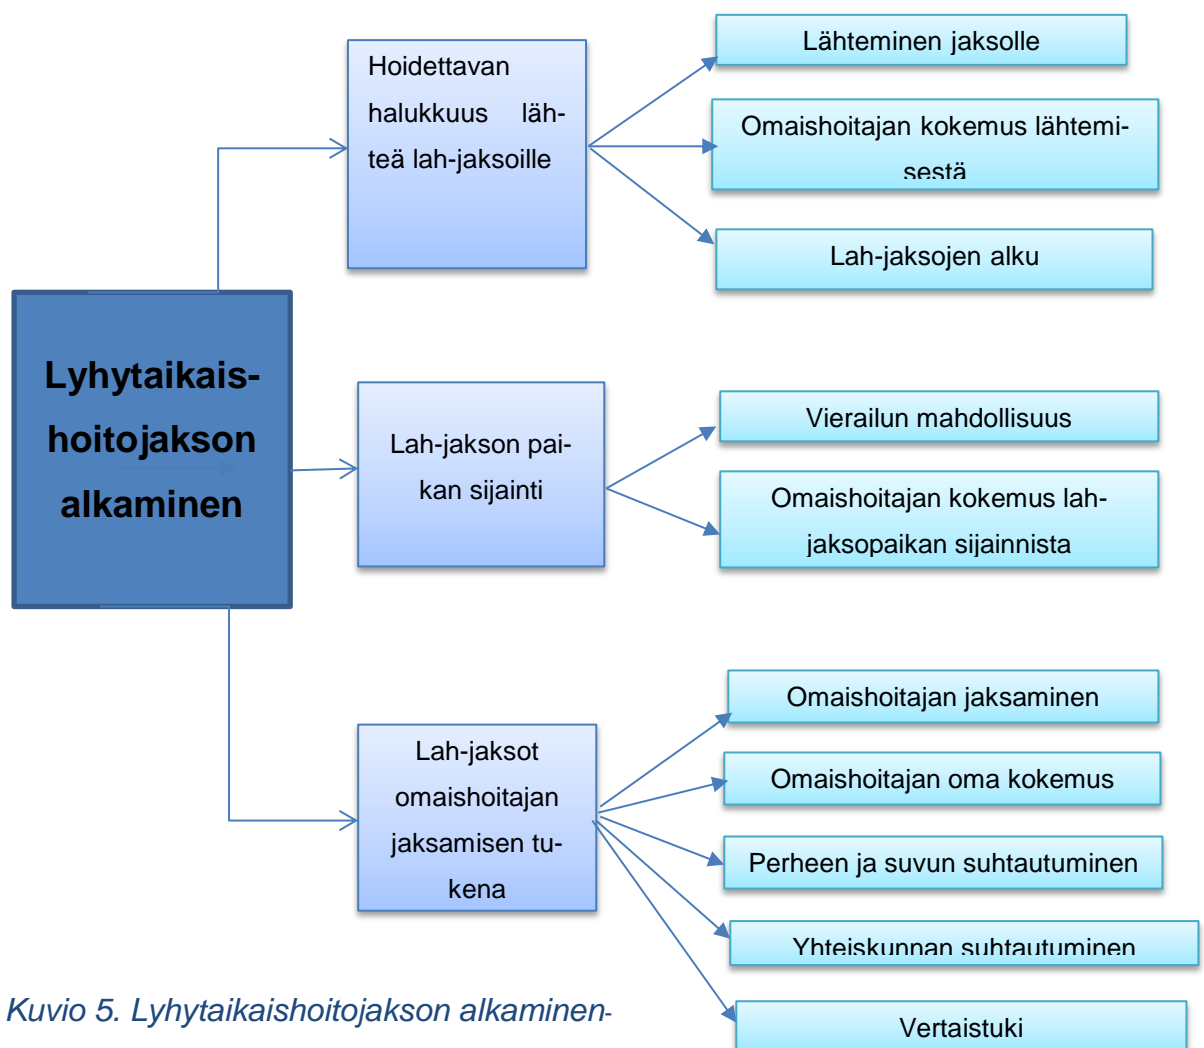 Lyhytaikais-
hoitojakson
alkaminen
Hoidettavan
halukkuus läh-
teä lah-jaksoille
Lähteminen jaksolle
Omaishoitajan kokemus lähtemi-
sestä
Lah-jaksojen alku
Lah-jakson pai-
kan sijainti
Vierailun mahdollisuus
Omaishoitajan kokemus lah-
jaksopaikan sijainnista
Lah-jaksot
omaishoitajan
jaksamisen tu-
kena
Omaishoitajan jaksaminen
Omaishoitajan oma kokemus
Perheen ja suvun suhtautuminen
Yhteiskunnan suhtautuminen
Vertaistuki
Kuvio 5. Lyhytaikaishoitojakson alkaminen-